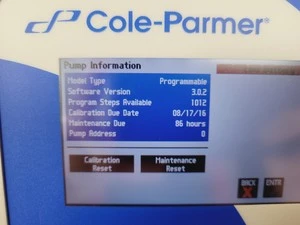 Cole-Parmer®
Pump Information
Model Type Programmable
Software Version 3.0.2
Program Steps Available 1012
Calibration Due Date 08/17/16
Maintenance Due 86 hours
Pump Address 0
Calibration Reset
Maintenance Reset
BACK ENTR
X